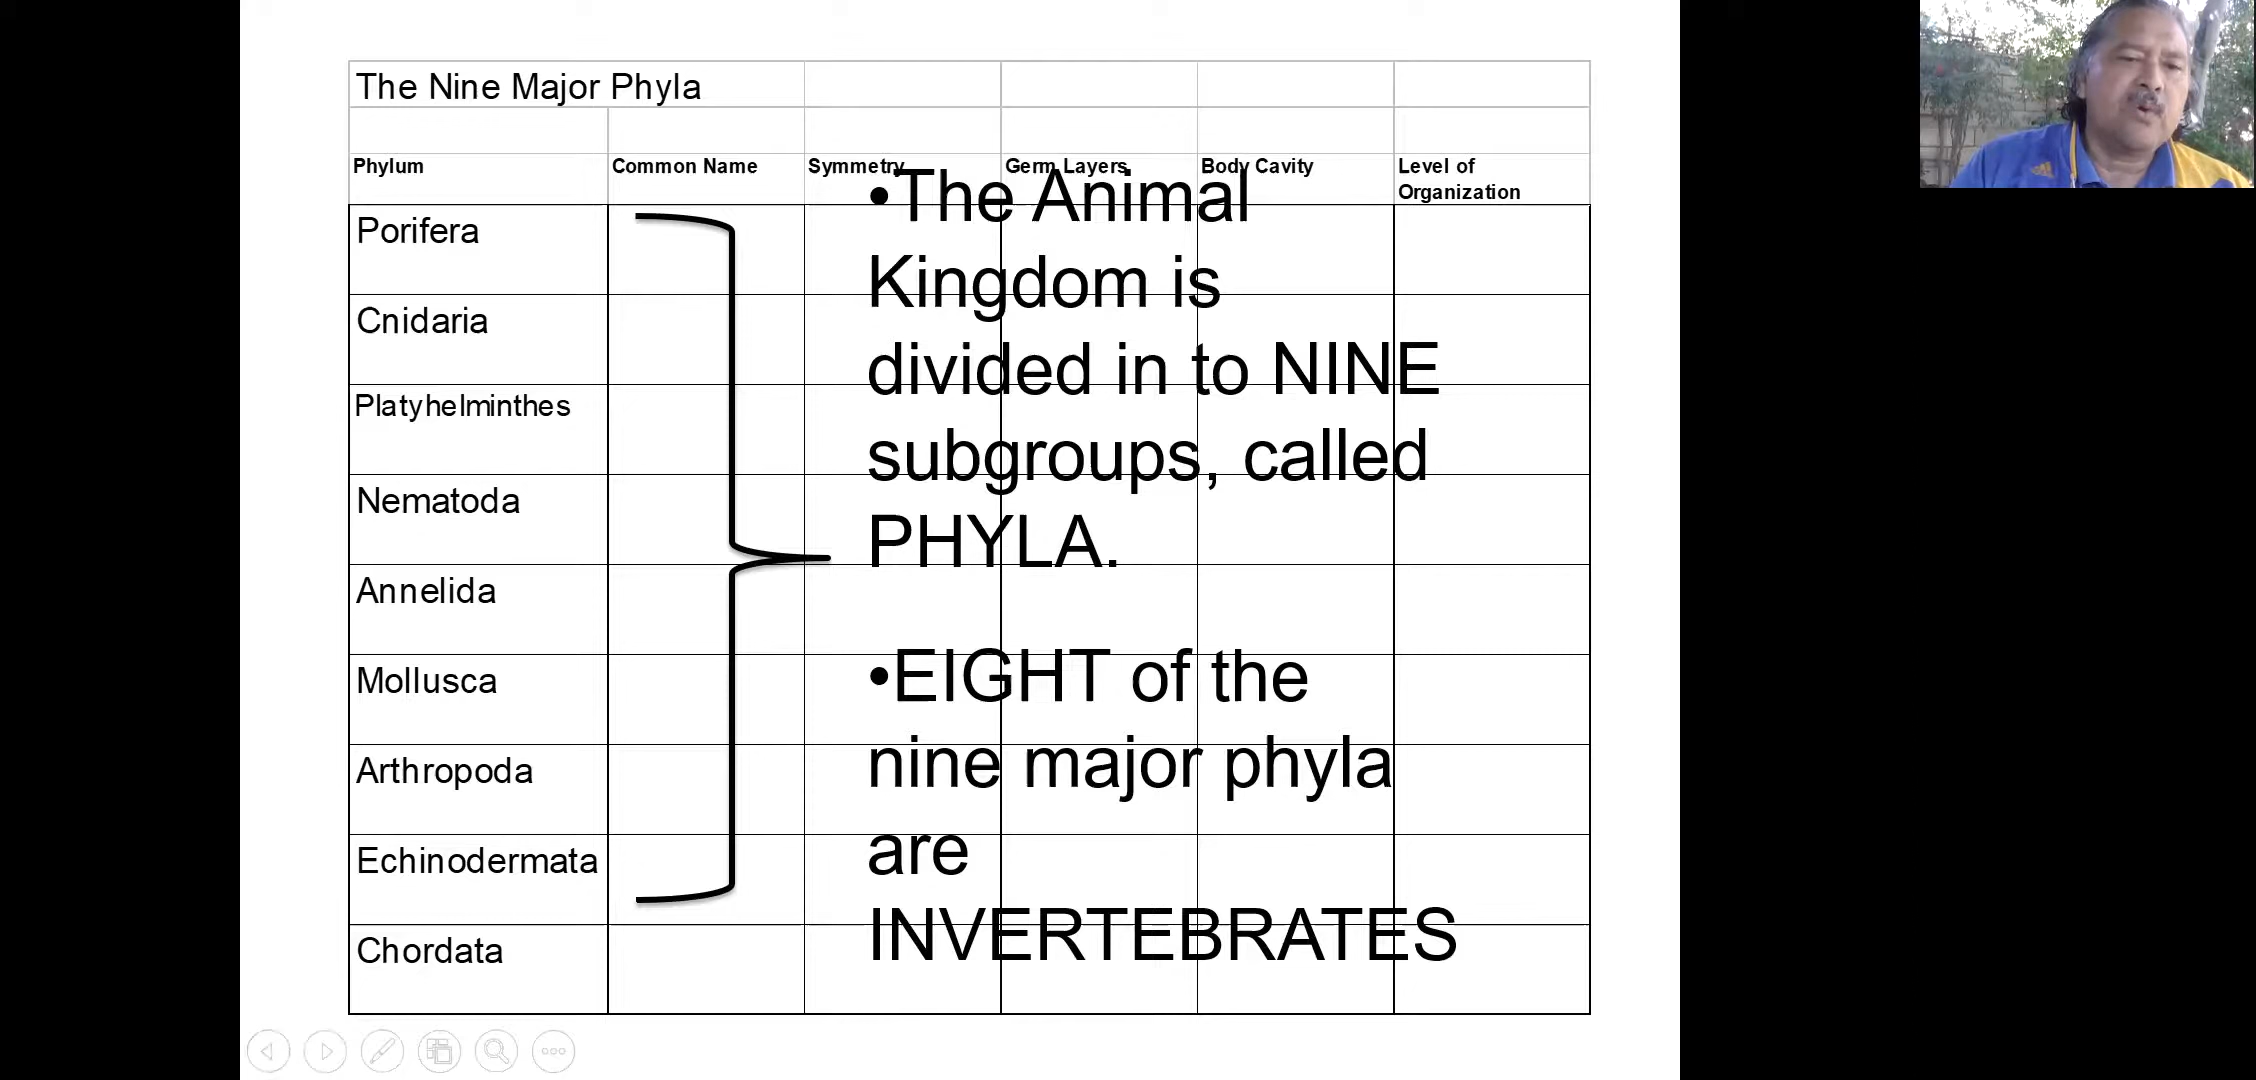 The Nine Major Phyla
Phylum
Common Name
Symmetry
Germ Layers
Body Cavity
Level of
Organization
Porifera
Cnidaria
Platyhelminthes
Nematoda
Annelida
Mollusca
Arthropoda
Echinodermata
Chordata
•The Animal
Kingdom is
divided in to NINE
subgroups, called
PHYLA.
•EIGHT of the
nine major phyla
are
INVERTEBRATES